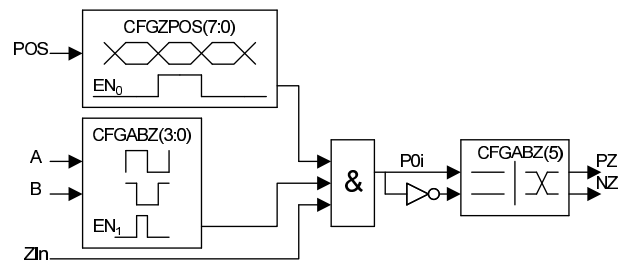 CFGZPOS(7:0)
POS
EN₀
CFGABZ(3:0)
A
B
EN₁
ZIn
&
P0i
CFGABZ(5)
PZ
NZ